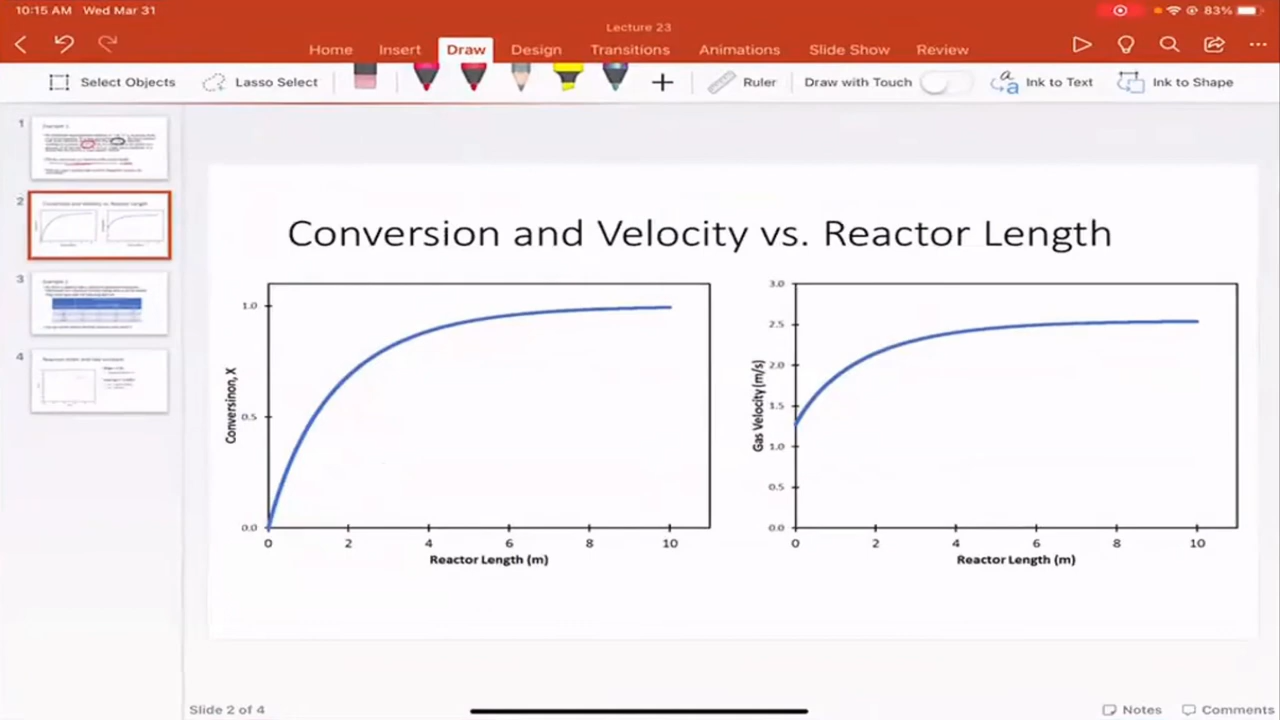 10:15 AM Wed Mar 31
83%
Lecture 23
Home Insert Draw Design Transitions Animations Slide Show Review
Select Objects Lasso Select Ruler Draw with Touch Ink to Text Ink to Shape
1
2
3
4
Conversion and Velocity vs. Reactor Length
Conversinon, X
1.0
0.5
0.0
0 2 4 6 8 10
Reactor Length (m)
Gas Velocity (m/s)
3.0
2.5
2.0
1.5
1.0
0.5
0.0
0 2 4 6 8 10
Reactor Length (m)
Slide 2 of 4
Notes Comments